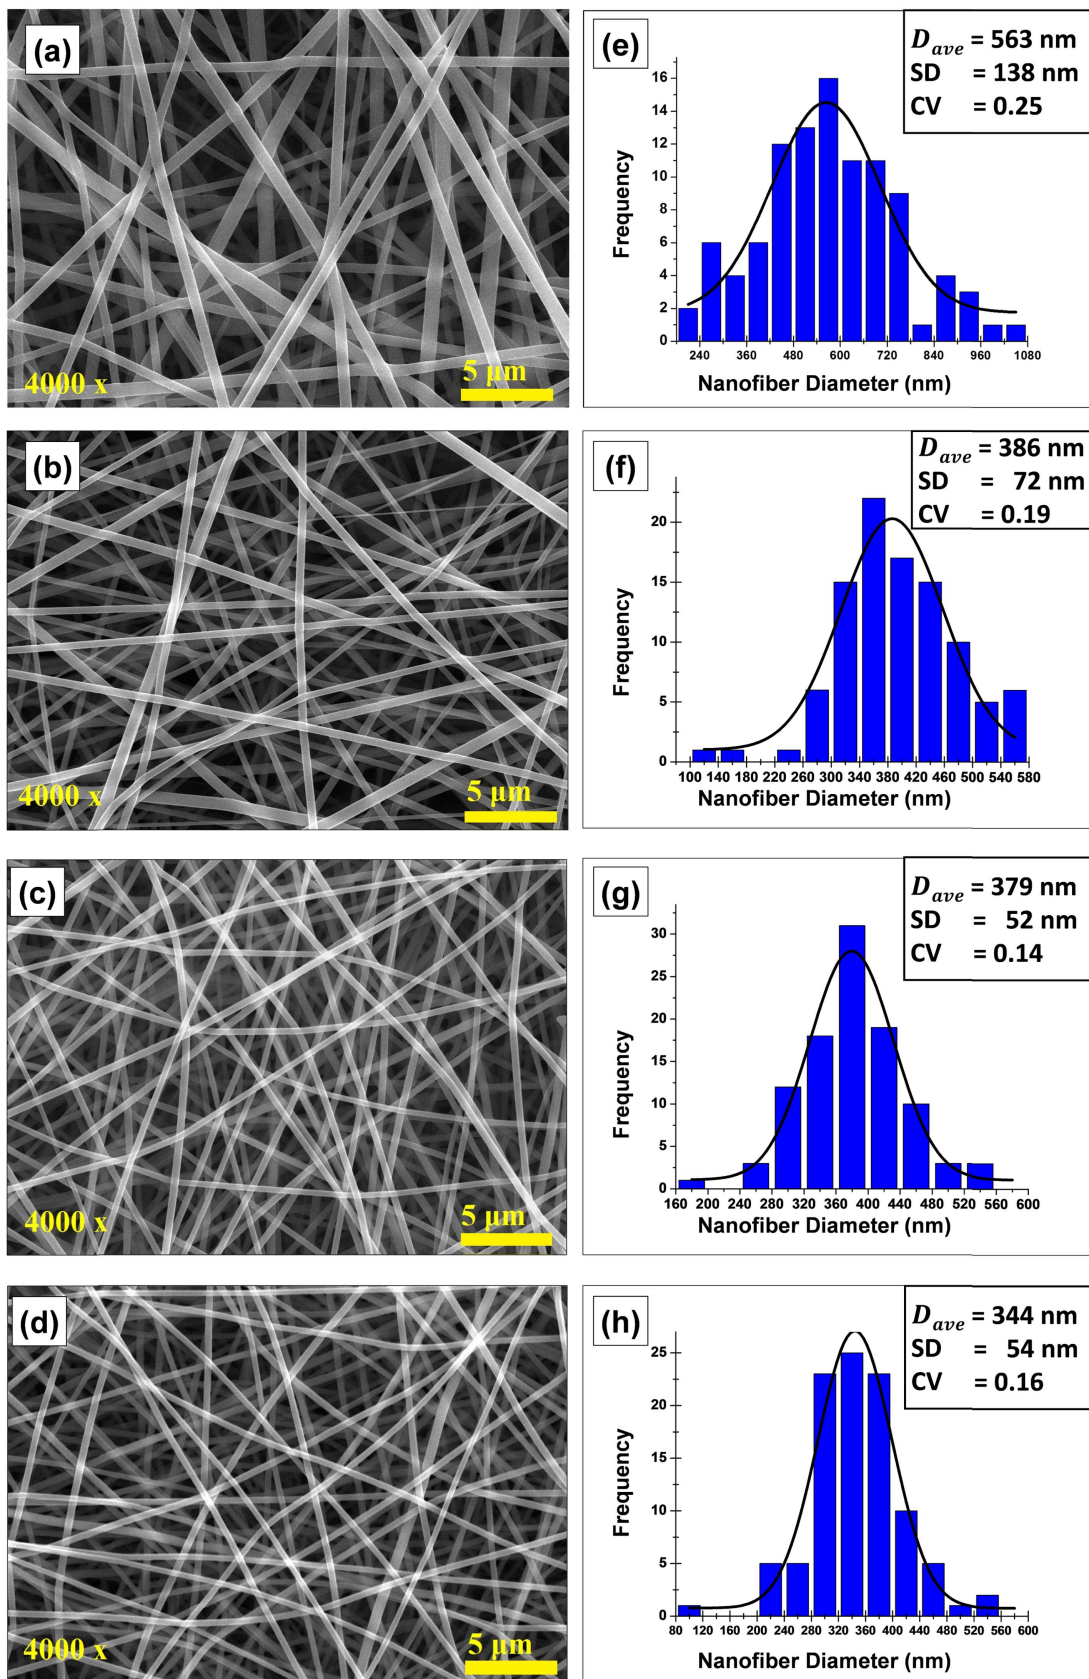 (a)
4000 x
5 µm
(e)
D_ave = 563 nm
SD = 138 nm
CV = 0.25
Frequency
16
14
12
10
8
6
4
2
0
240 360 480 600 720 840 960 1080
Nanofiber Diameter (nm)
(b)
4000 x
5 µm
(f)
D_ave = 386 nm
SD = 72 nm
CV = 0.19
Frequency
20
15
10
5
0
100 140 180 220 260 300 340 380 420 460 500 540 580
Nanofiber Diameter (nm)
(c)
4000 x
5 µm
(g)
D_ave = 379 nm
SD = 52 nm
CV = 0.14
Frequency
30
25
20
15
10
5
0
160 200 240 280 320 360 400 440 480 520 560 600
Nanofiber Diameter (nm)
(d)
4000 x
5 µm
(h)
D_ave = 344 nm
SD = 54 nm
CV = 0.16
Frequency
25
20
15
10
5
0
80 120 160 200 240 280 320 360 400 440 480 520 560 600
Nanofiber Diameter (nm)